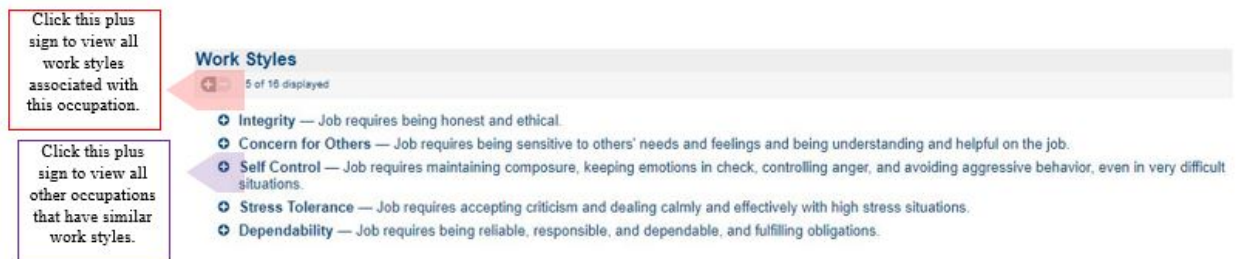 Click this plus
sign to view all
work styles
associated with
this occupation.
Click this plus
sign to view all
other occupations
that have similar
work styles.
Work Styles
5 of 16 displayed
Integrity — Job requires being honest and ethical.
Concern for Others — Job requires being sensitive to others' needs and feelings and being understanding and helpful on the job.
Self Control — Job requires maintaining composure, keeping emotions in check, controlling anger, and avoiding aggressive behavior, even in very difficult
situations.
Stress Tolerance — Job requires accepting criticism and dealing calmly and effectively with high stress situations.
Dependability — Job requires being reliable, responsible, and dependable, and fulfilling obligations.